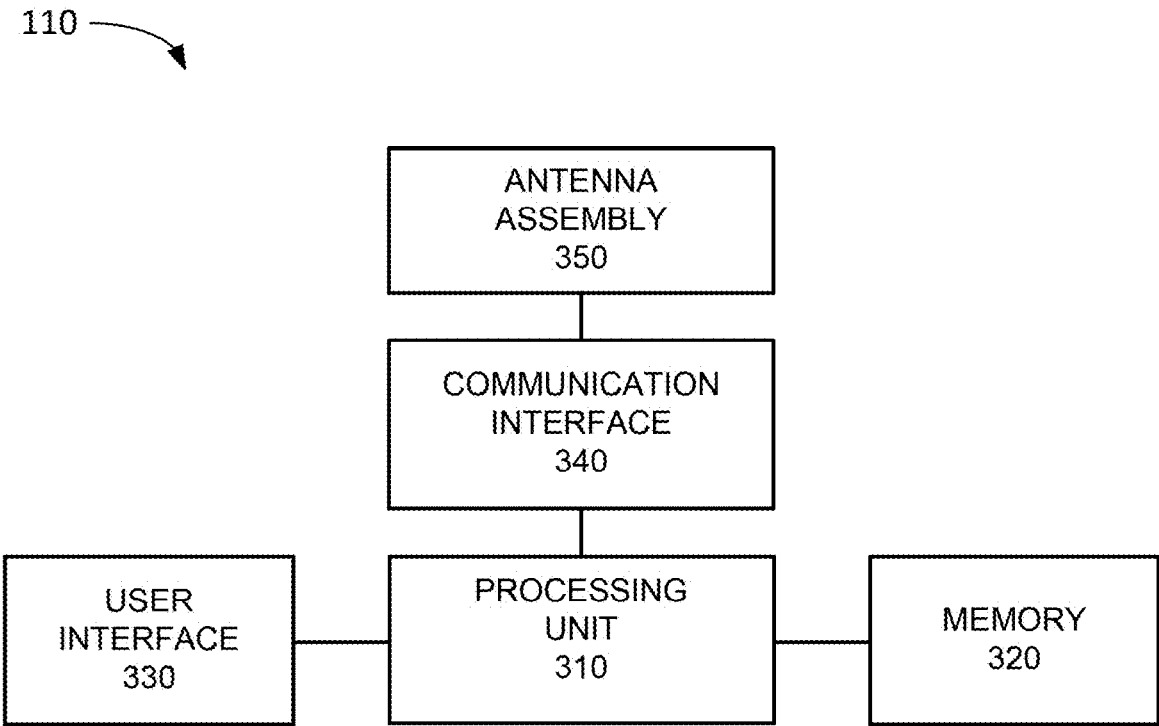 110
ANTENNA
ASSEMBLY
350
COMMUNICATION
INTERFACE
340
USER
INTERFACE
330
PROCESSING
UNIT
310
MEMORY
320